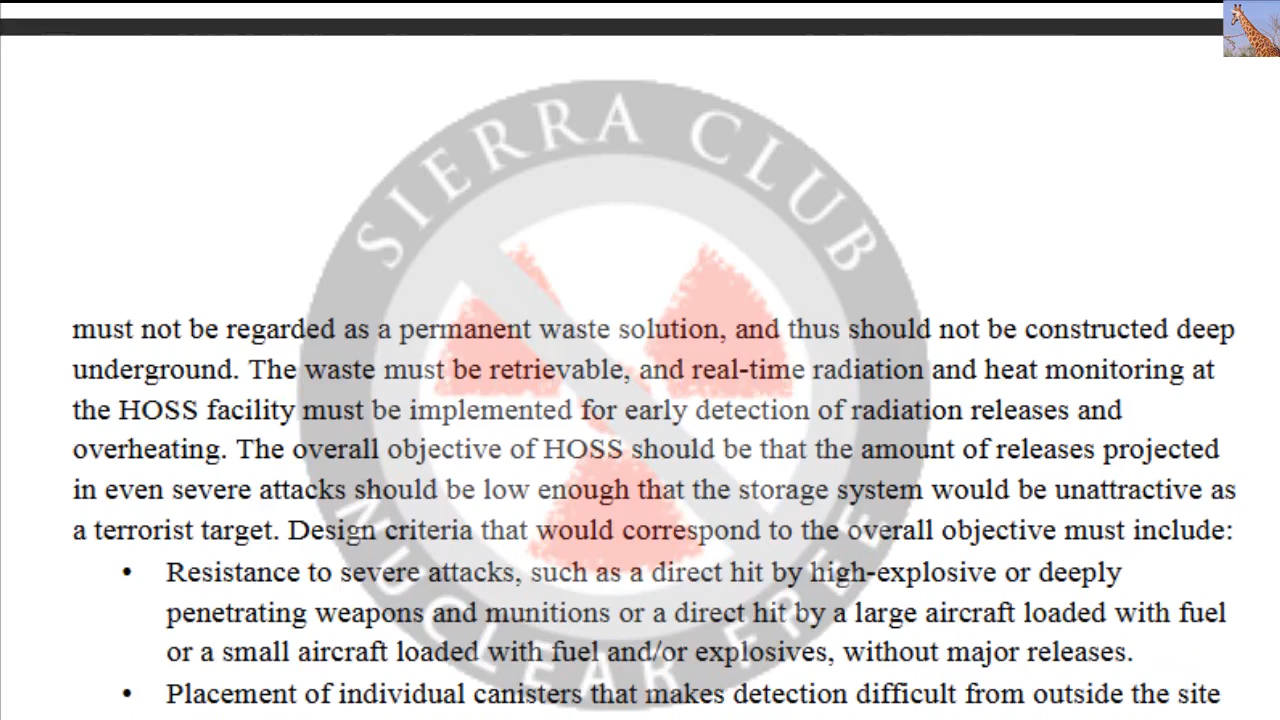 SIERRA CLUB
must not be regarded as a permanent waste solution, and thus should not be constructed deep
underground. The waste must be retrievable, and real-time radiation and heat monitoring at
the HOSS facility must be implemented for early detection of radiation releases and
overheating. The overall objective of HOSS should be that the amount of releases projected
in even severe attacks should be low enough that the storage system would be unattractive as
a terrorist target. Design criteria that would correspond to the overall objective must include:
• Resistance to severe attacks, such as a direct hit by high-explosive or deeply
penetrating weapons and munitions or a direct hit by a large aircraft loaded with fuel
or a small aircraft loaded with fuel and/or explosives, without major releases.
• Placement of individual canisters that makes detection difficult from outside the site
NUCLEAR FREE